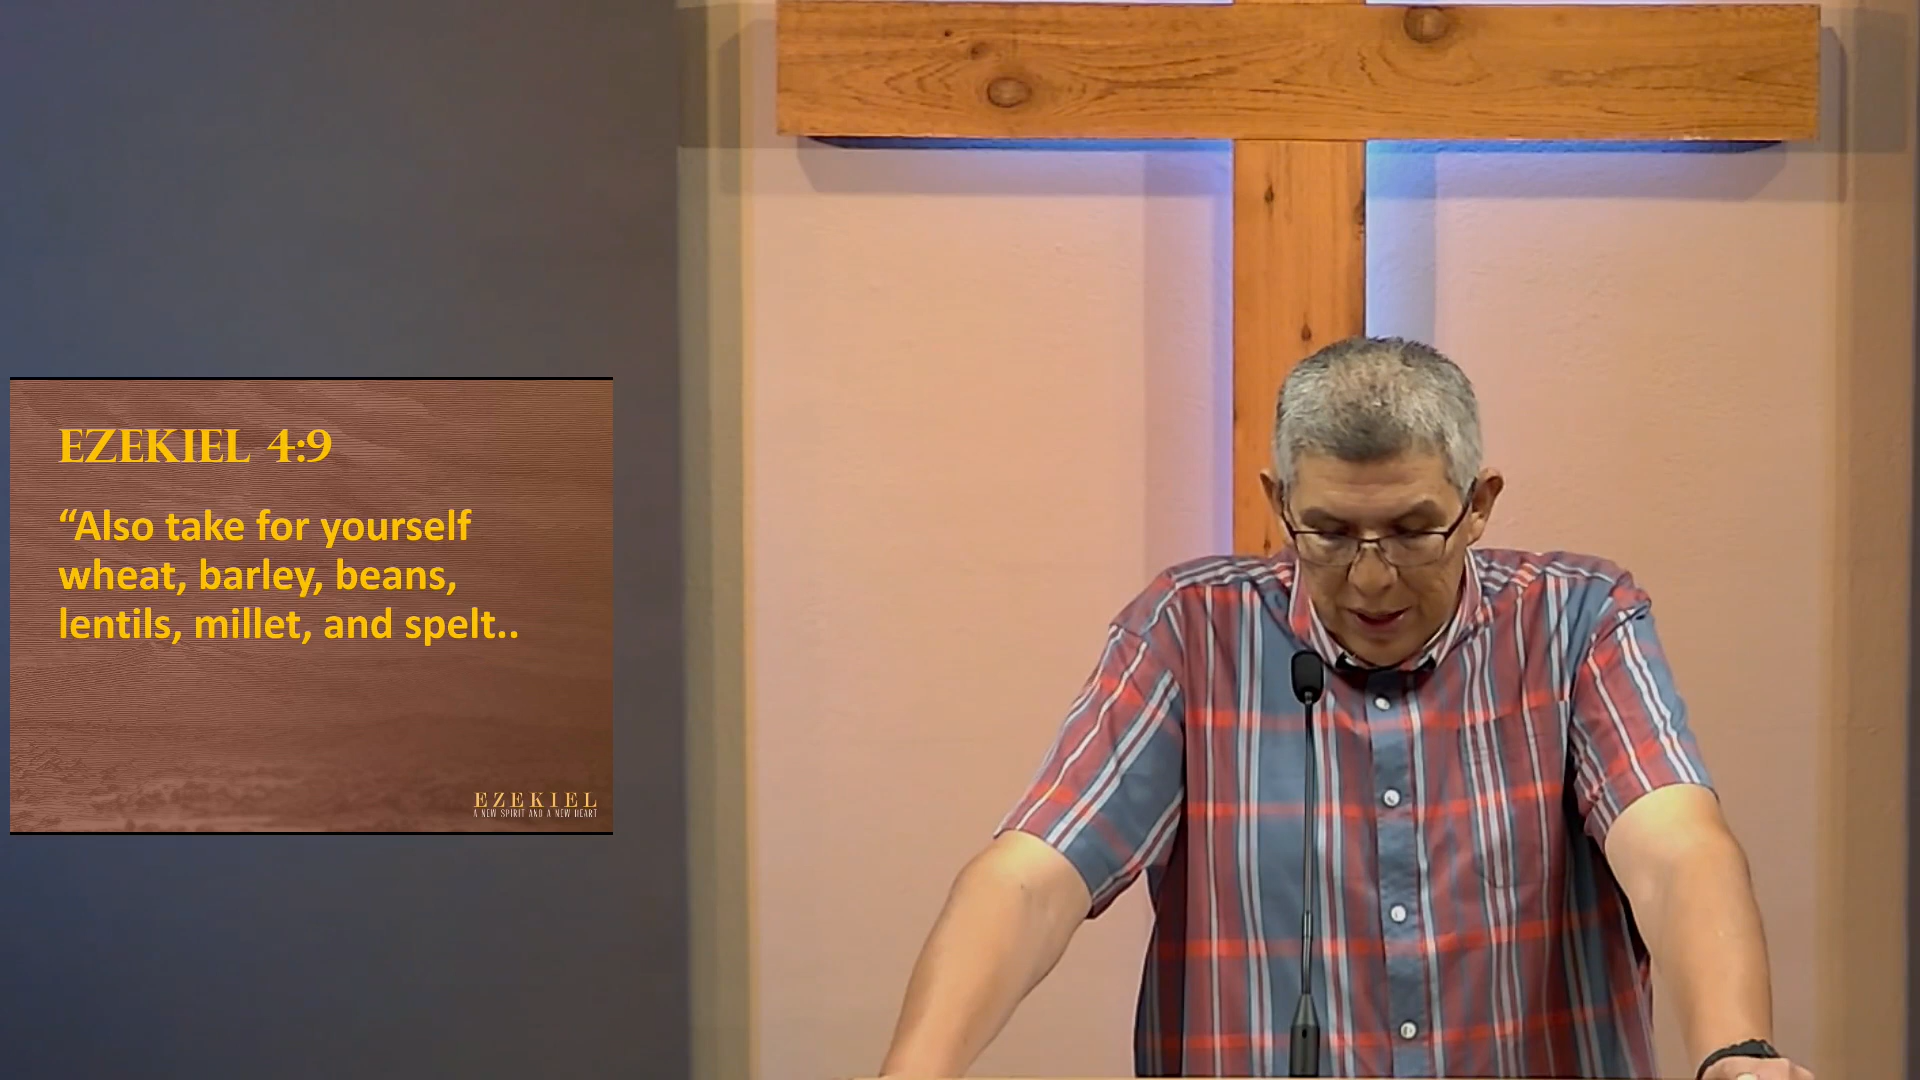 EZEKIEL 4:9
“Also take for yourself
wheat, barley, beans,
lentils, millet, and spelt..
EZEKIEL
A NEW SPIRIT AND A NEW HEART